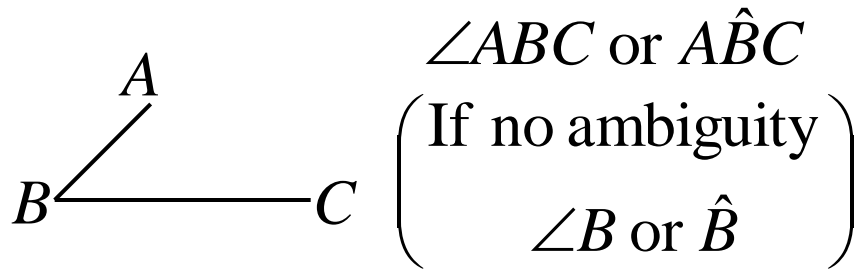 ∠ABC or AB̂C
A
(If no ambiguity
B
C
∠B or B̂)